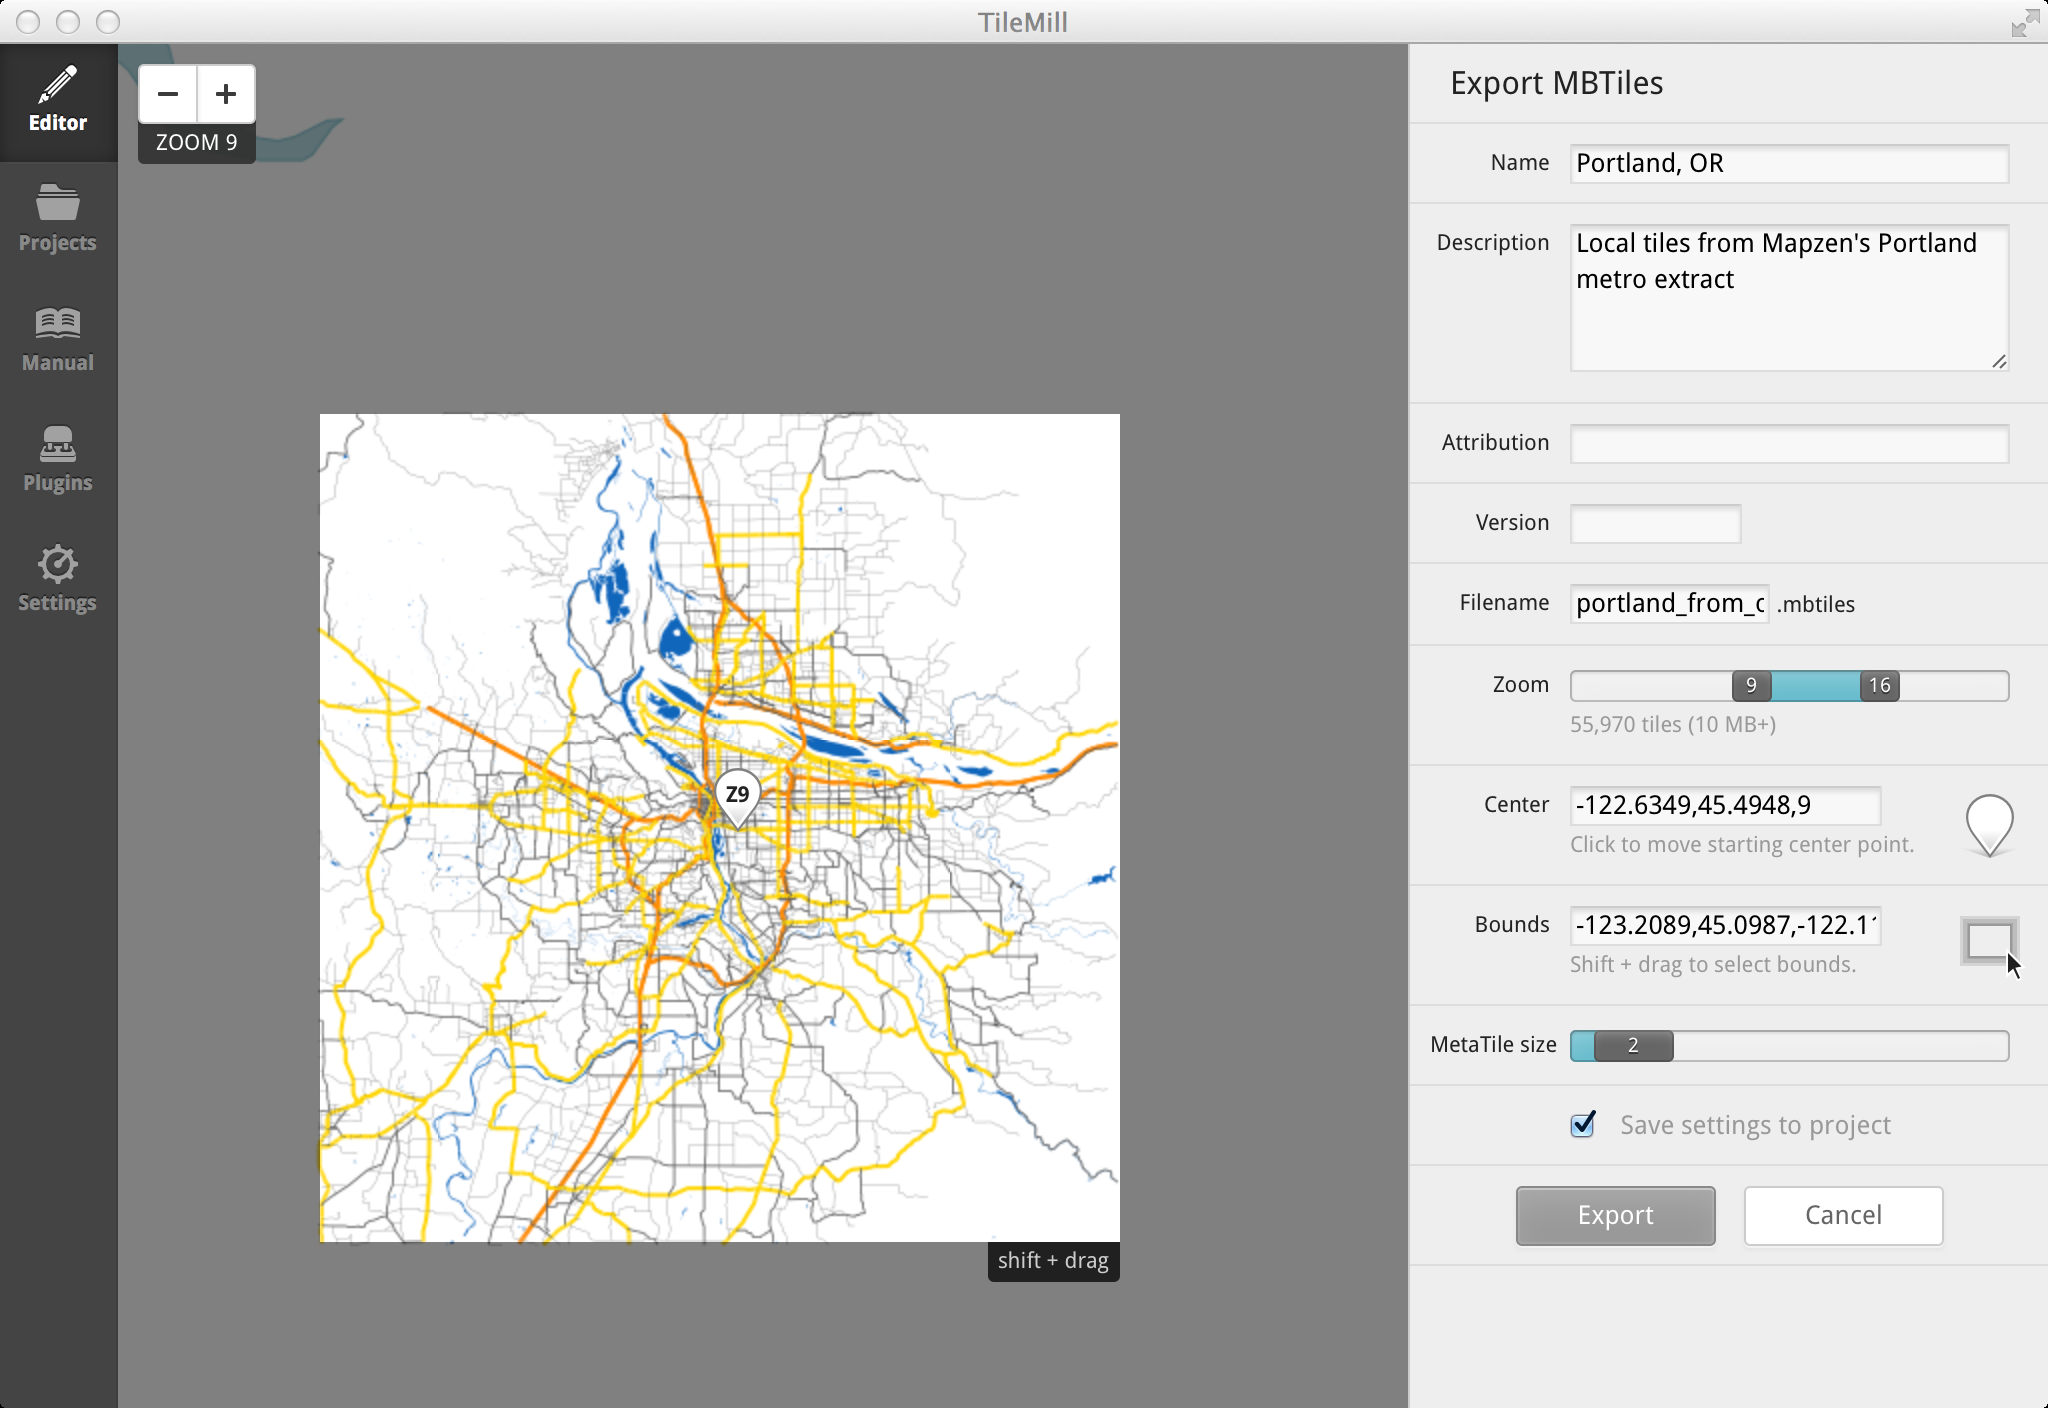 TileMill
Editor
Projects
Manual
Plugins
Settings
ZOOM 9
Z9
shift + drag
Export MBTiles
Name
Portland, OR
Description
Local tiles from Mapzen's Portland
metro extract
Attribution
Version
Filename
portland_from_c .mbtiles
Zoom
9 16
55,970 tiles (10 MB+)
Center
-122.6349,45.4948,9
Click to move starting center point.
Bounds
-123.2089,45.0987,-122.1
Shift + drag to select bounds.
MetaTile size
2
Save settings to project
Export
Cancel